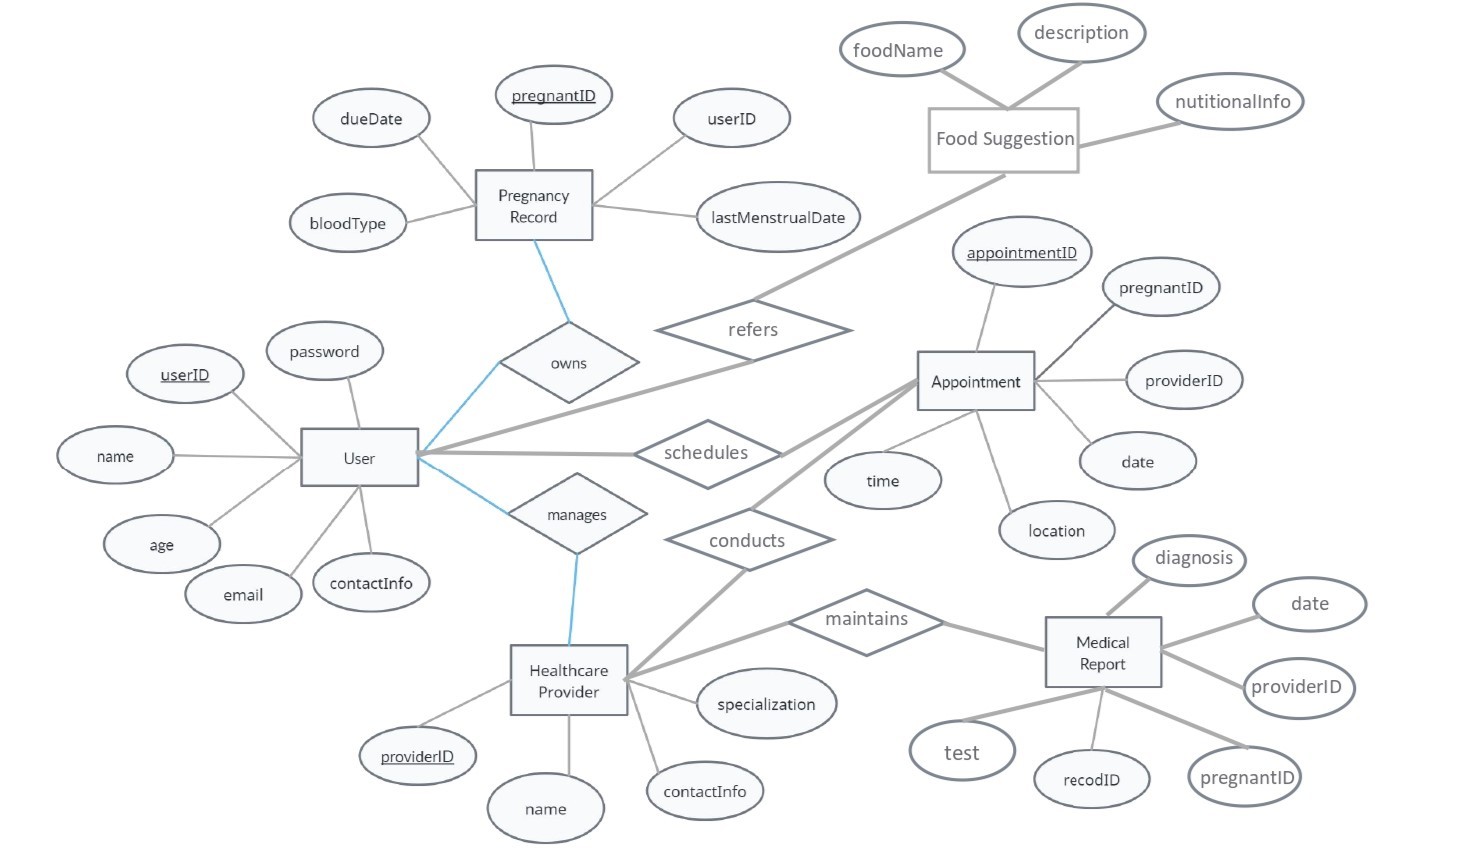 description
foodName
pregnantID
nutitionalInfo
dueDate
userID
Food Suggestion
Pregnancy
Record
bloodType
lastMenstrualDate
appointmentID
pregnantID
refers
password
owns
userID
Appointment
providerID
name
User
schedules
date
time
manages
age
conducts
location
email
contactInfo
diagnosis
date
maintains
Medical
Report
Healthcare
Provider
providerID
specialization
providerID
test
recodID
pregnantID
name
contactInfo